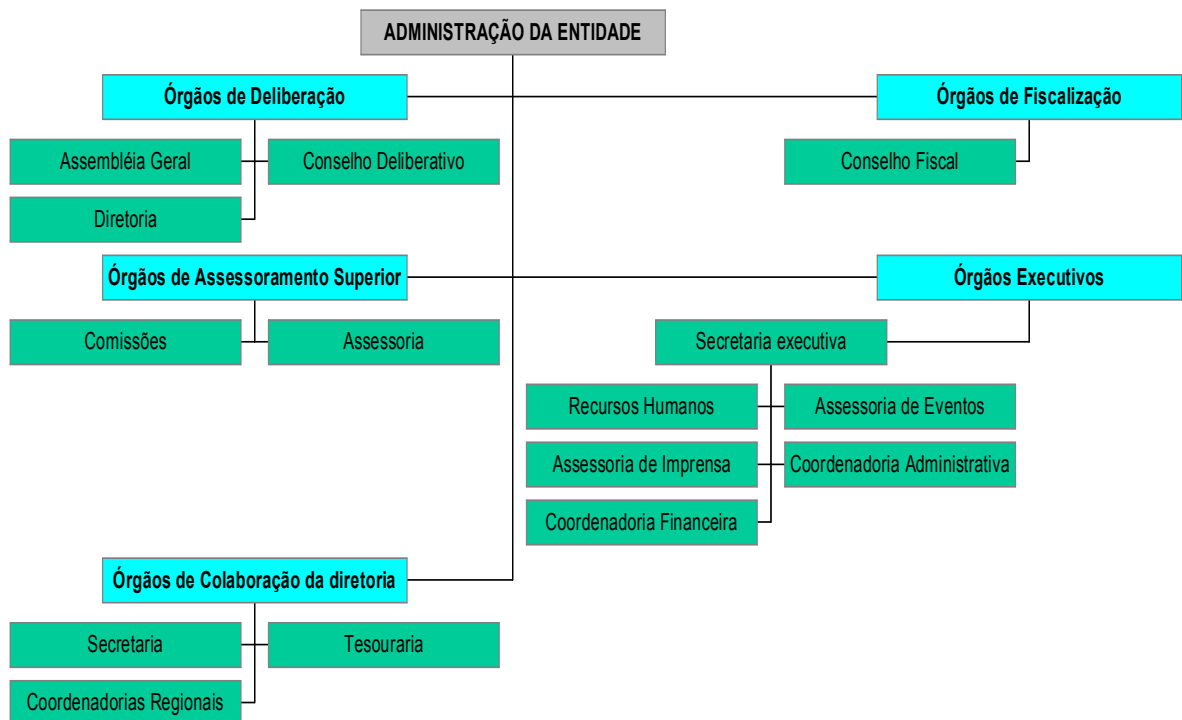 ADMINISTRAÇÃO DA ENTIDADE
Órgãos de Deliberação
Órgãos de Fiscalização
Assembléia Geral
Conselho Deliberativo
Conselho Fiscal
Diretoria
Órgãos de Assessoramento Superior
Órgãos Executivos
Comissões
Assessoria
Secretaria executiva
Recursos Humanos
Assessoria de Eventos
Assessoria de Imprensa
Coordenadoria Administrativa
Coordenadoria Financeira
Órgãos de Colaboração da diretoria
Secretaria
Tesouraria
Coordenadorias Regionais